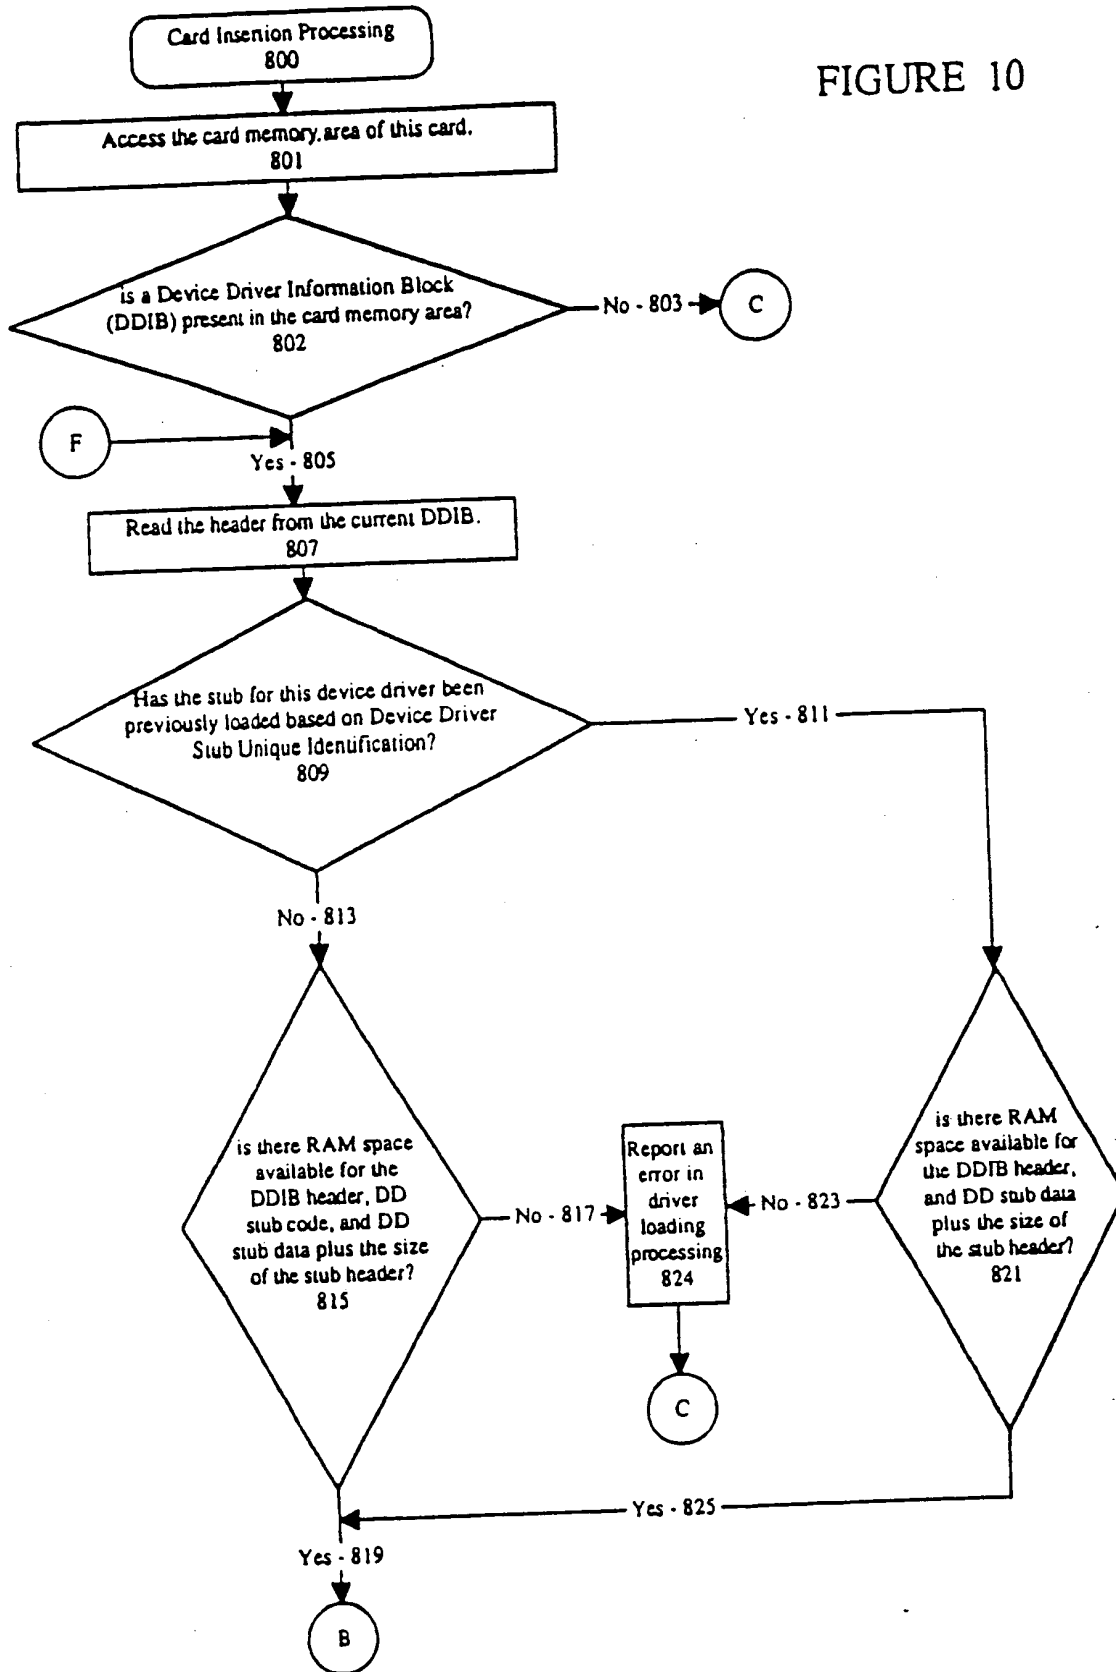 FIGURE 10
Card Insertion Processing
800
Access the card memory area of this card.
801
is a Device Driver Information Block
(DDIB) present in the card memory area?
802
No - 803
C
F
Yes - 805
Read the header from the current DDIB.
807
Has the stub for this device driver been
previously loaded based on Device Driver
Stub Unique Identification?
809
Yes - 811
No - 813
is there RAM space
available for the
DDIB header, DD
stub code, and DD
stub data plus the size
of the stub header?
815
No - 817
Report an
error in
driver
loading
processing
824
No - 823
is there RAM
space available for
the DDIB header,
and DD stub data
plus the size of
the stub header?
821
C
Yes - 825
Yes - 819
B